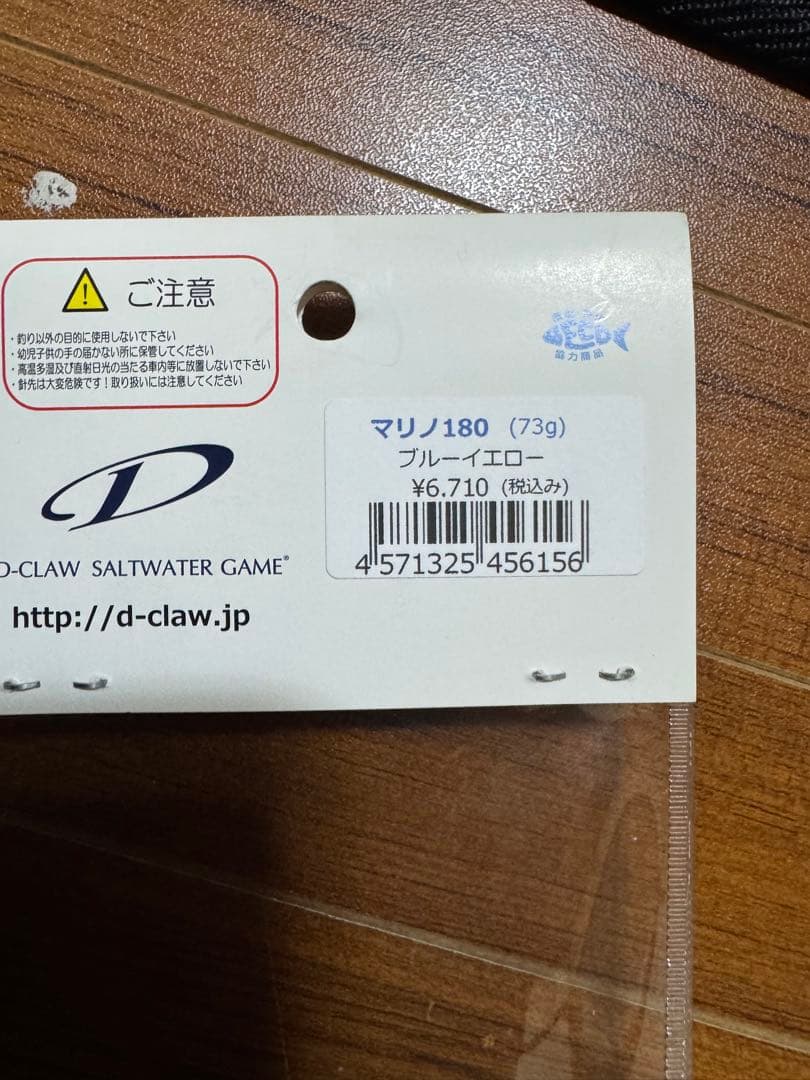 ご注意
・釣り以外の目的に使用しないで下さい
・幼児子供の手の届かない所に保管してください
・高温多湿及び直射日光の当たる車内等に放置しないで下さい
・針先は大変危険です！取り扱いには注意してください
D-CLAW SALTWATER GAME®
http://d-claw.jp
協力商品
マリノ180 (73g)
ブルーイエロー
¥6.710 (税込み)
4 571325 456156